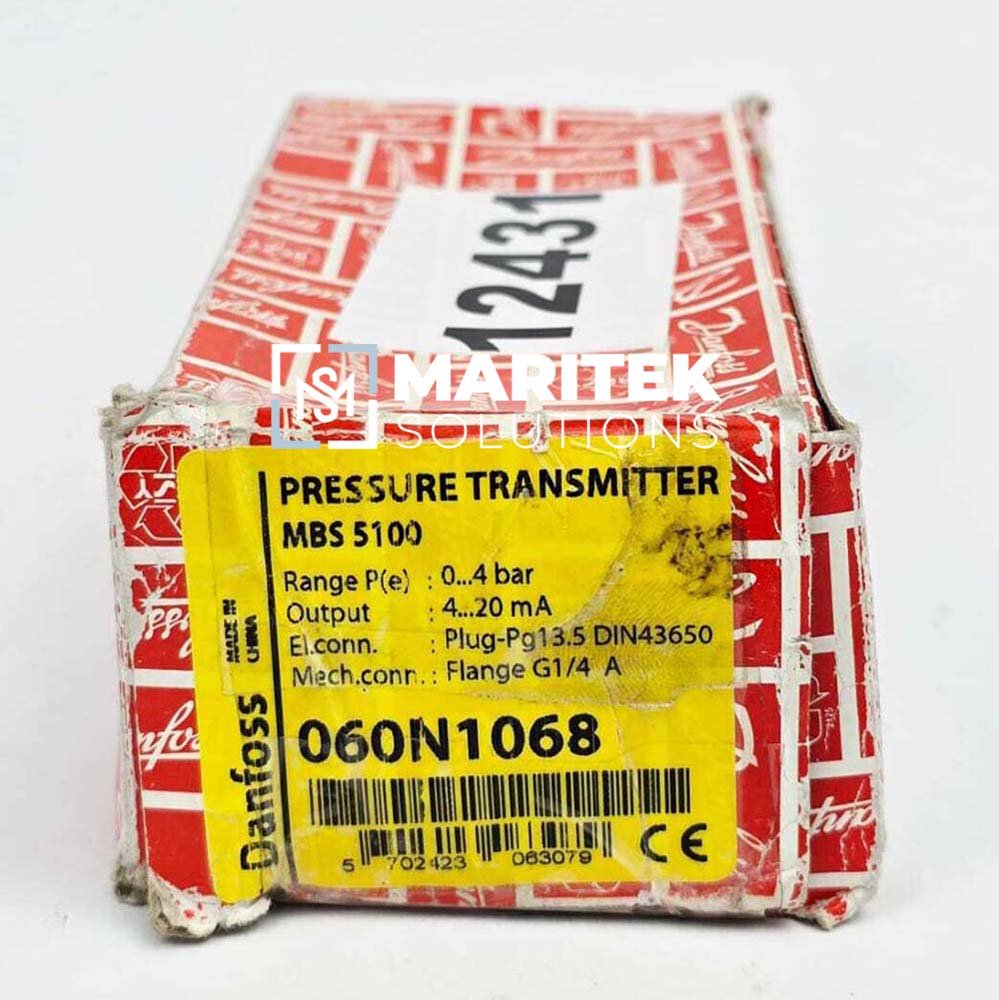 12431
MARITEK
SOLUTIONS
PRESSURE TRANSMITTER
MBS 5100
Range P(e) : 0...4 bar
Output : 4...20 mA
El.conn. : Plug-Pg13.5 DIN43650
Mech.conn. : Flange G1/4 A
060N1068
5 702423 063079
CE
Danfoss
MADE IN
CHINA
Danfoss